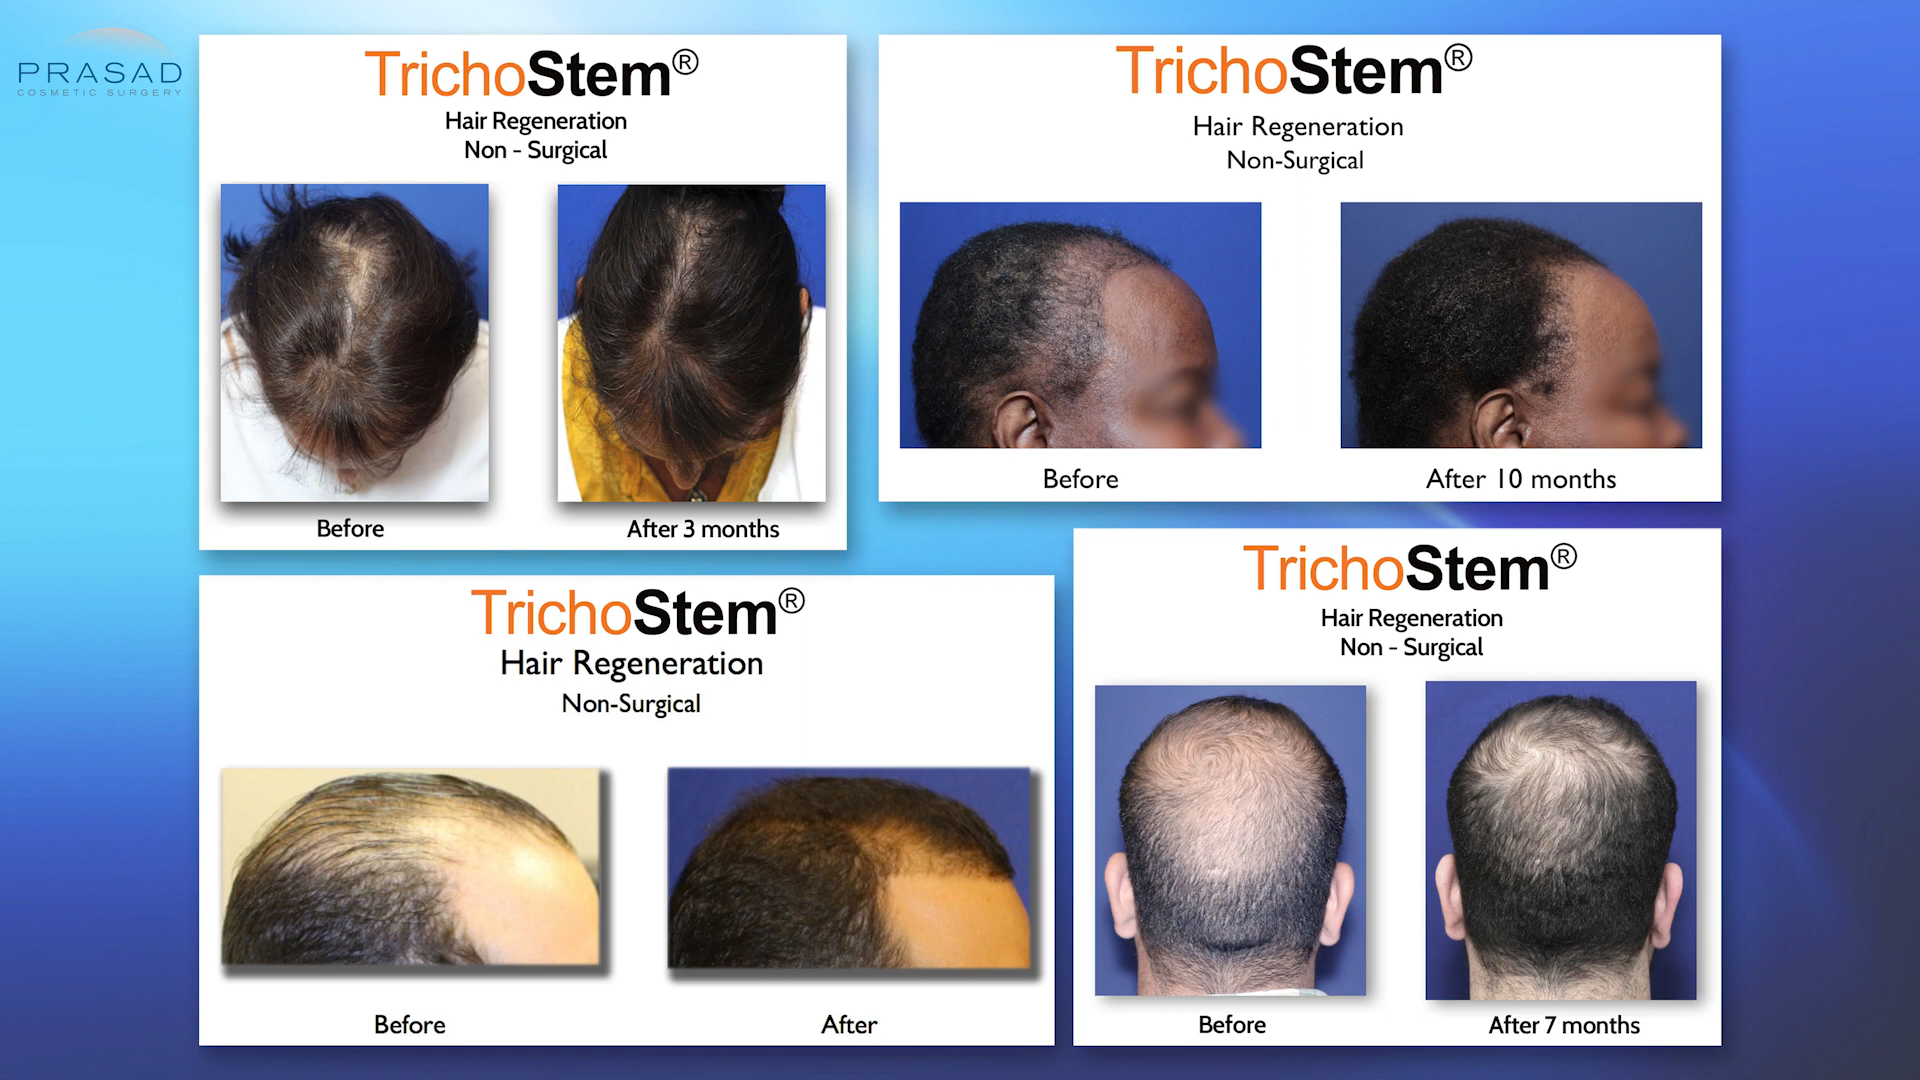 PRASAD
COSMETIC SURGERY
TrichoStem®
Hair Regeneration
Non - Surgical
Before
After 3 months
TrichoStem®
Hair Regeneration
Non-Surgical
Before
After 10 months
TrichoStem®
Hair Regeneration
Non-Surgical
Before
After
TrichoStem®
Hair Regeneration
Non - Surgical
Before
After 7 months